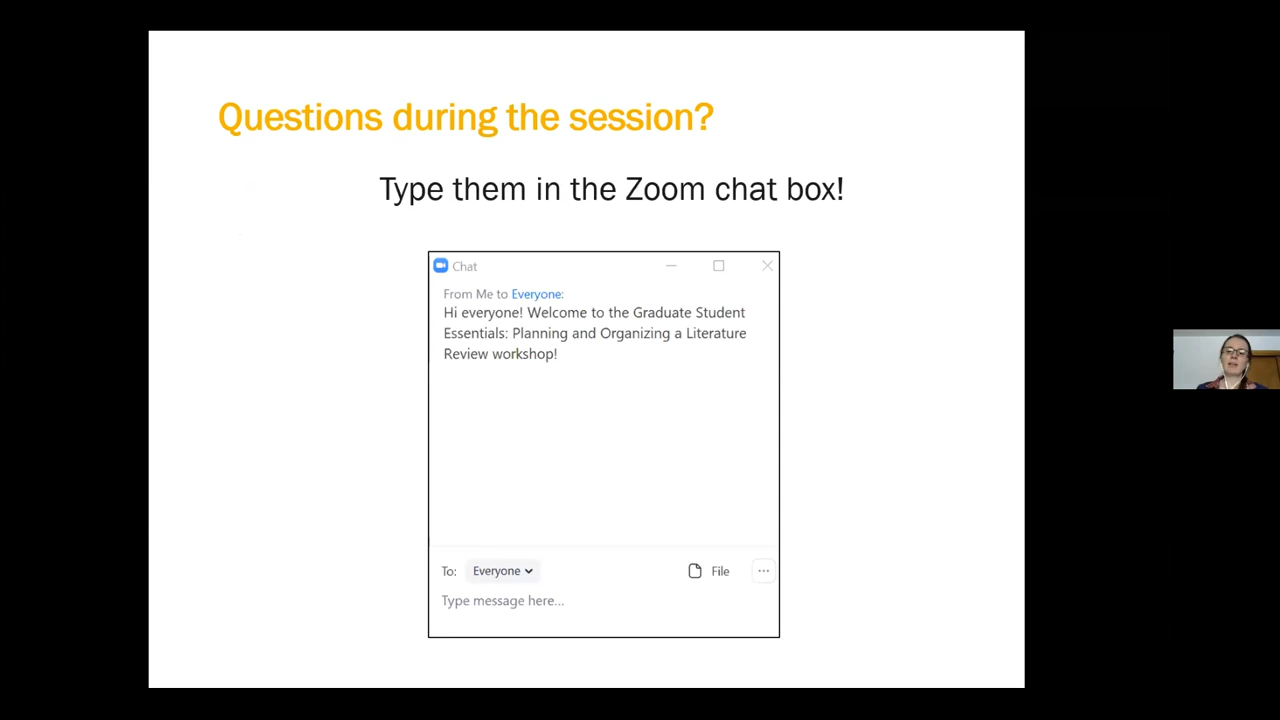 Questions during the session?
Type them in the Zoom chat box!
Chat
From Me to Everyone:
Hi everyone! Welcome to the Graduate Student
Essentials: Planning and Organizing a Literature
Review workshop!
To: Everyone File ...
Type message here...